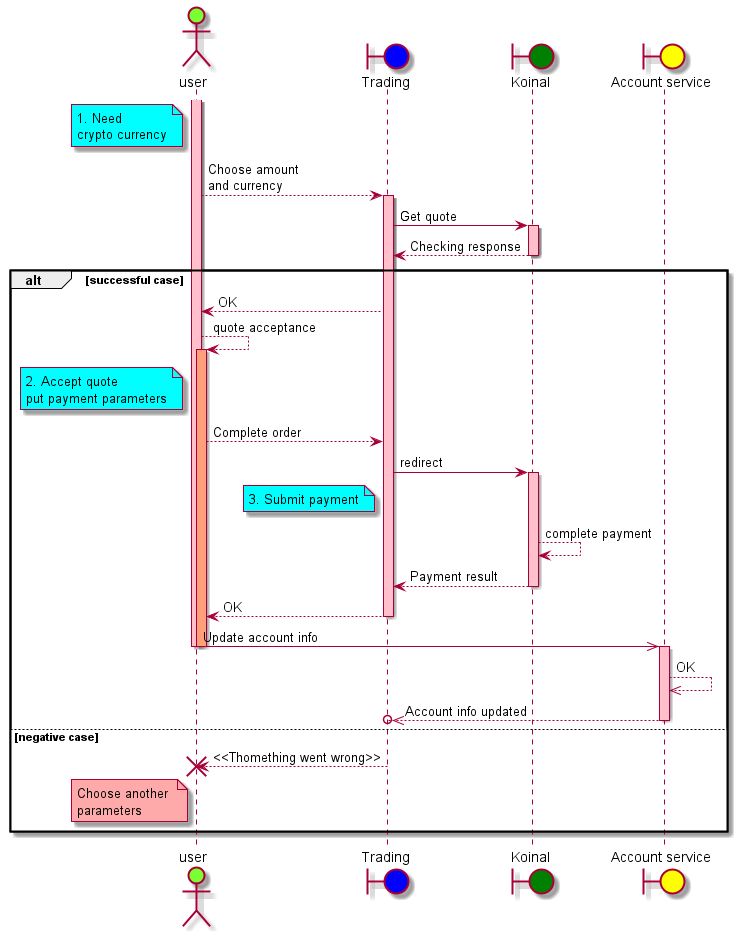 user
Trading
Koinal
Account service
1. Need
crypto currency
Choose amount
and currency
Get quote
Checking response
alt
[successful case]
OK
quote acceptance
2. Accept quote
put payment parameters
Complete order
redirect
3. Submit payment
complete payment
Payment result
OK
Update account info
OK
Account info updated
[negative case]
<<Thomething went wrong>>
Choose another
parameters
user
Trading
Koinal
Account service